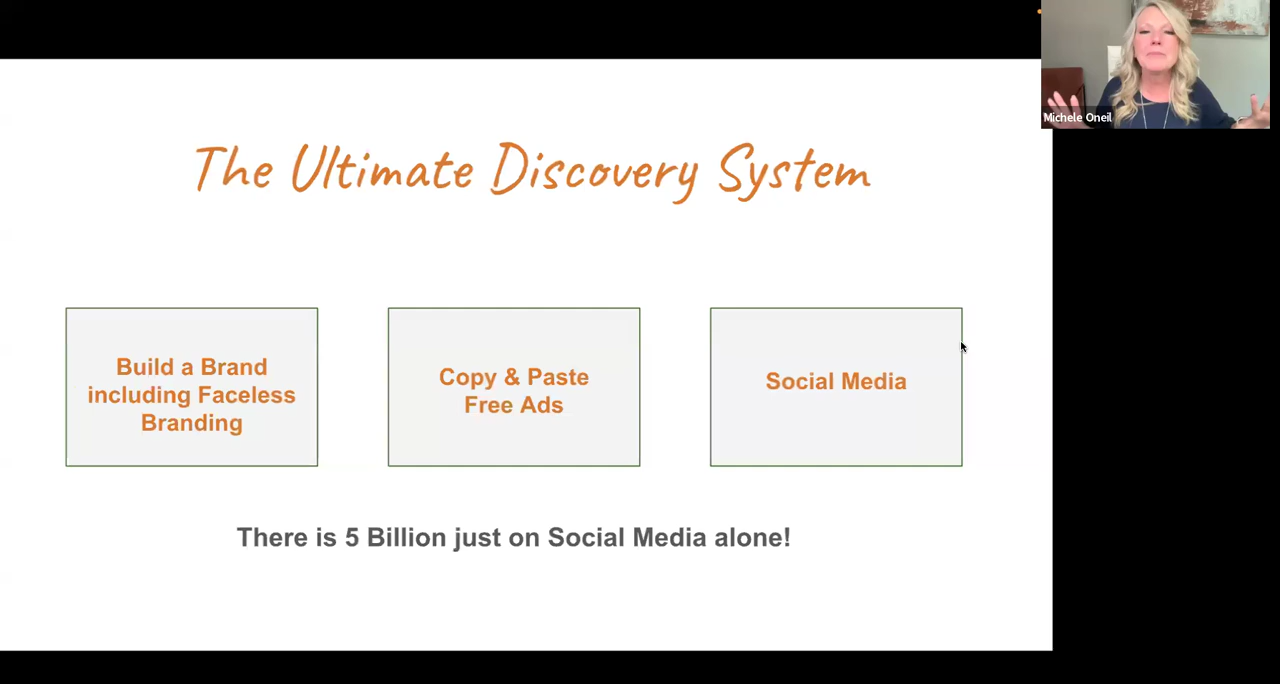 Michele Oneil
The Ultimate Discovery System
Build a Brand
including Faceless
Branding
Copy & Paste
Free Ads
Social Media
There is 5 Billion just on Social Media alone!